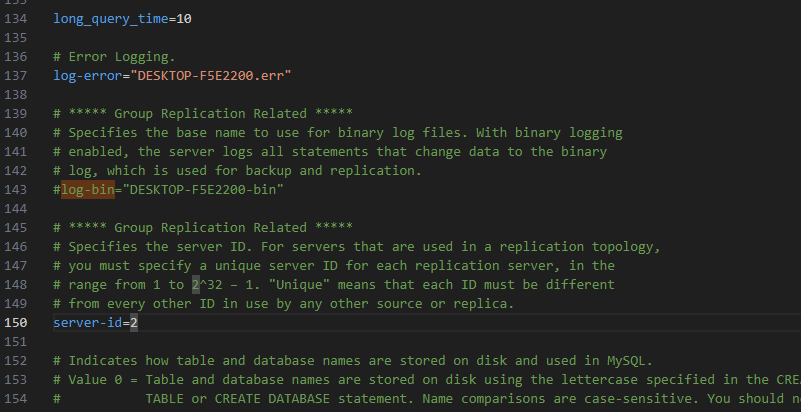 134 long_query_time=10
135
136 # Error Logging.
137 log-error="DESKTOP-F5E2200.err"
138
139 # ***** Group Replication Related *****
140 # Specifies the base name to use for binary log files. With binary logging
141 # enabled, the server logs all statements that change data to the binary
142 # log, which is used for backup and replication.
143 #log-bin="DESKTOP-F5E2200-bin"
144
145 # ***** Group Replication Related *****
146 # Specifies the server ID. For servers that are used in a replication topology,
147 # you must specify a unique server ID for each replication server, in the
148 # range from 1 to 2^32 − 1. "Unique" means that each ID must be different
149 # from every other ID in use by any other source or replica.
150 server-id=2
151
152 # Indicates how table and database names are stored on disk and used in MySQL.
153 # Value 0 = Table and database names are stored on disk using the lettercase specified in the CREA
154 # TABLE or CREATE DATABASE statement. Name comparisons are case-sensitive. You should no